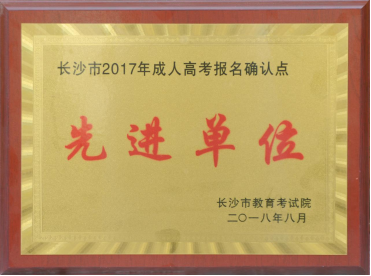 长沙市2017年成人高考报名确认点
先进单位
长沙市教育考试院
二〇一八年八月